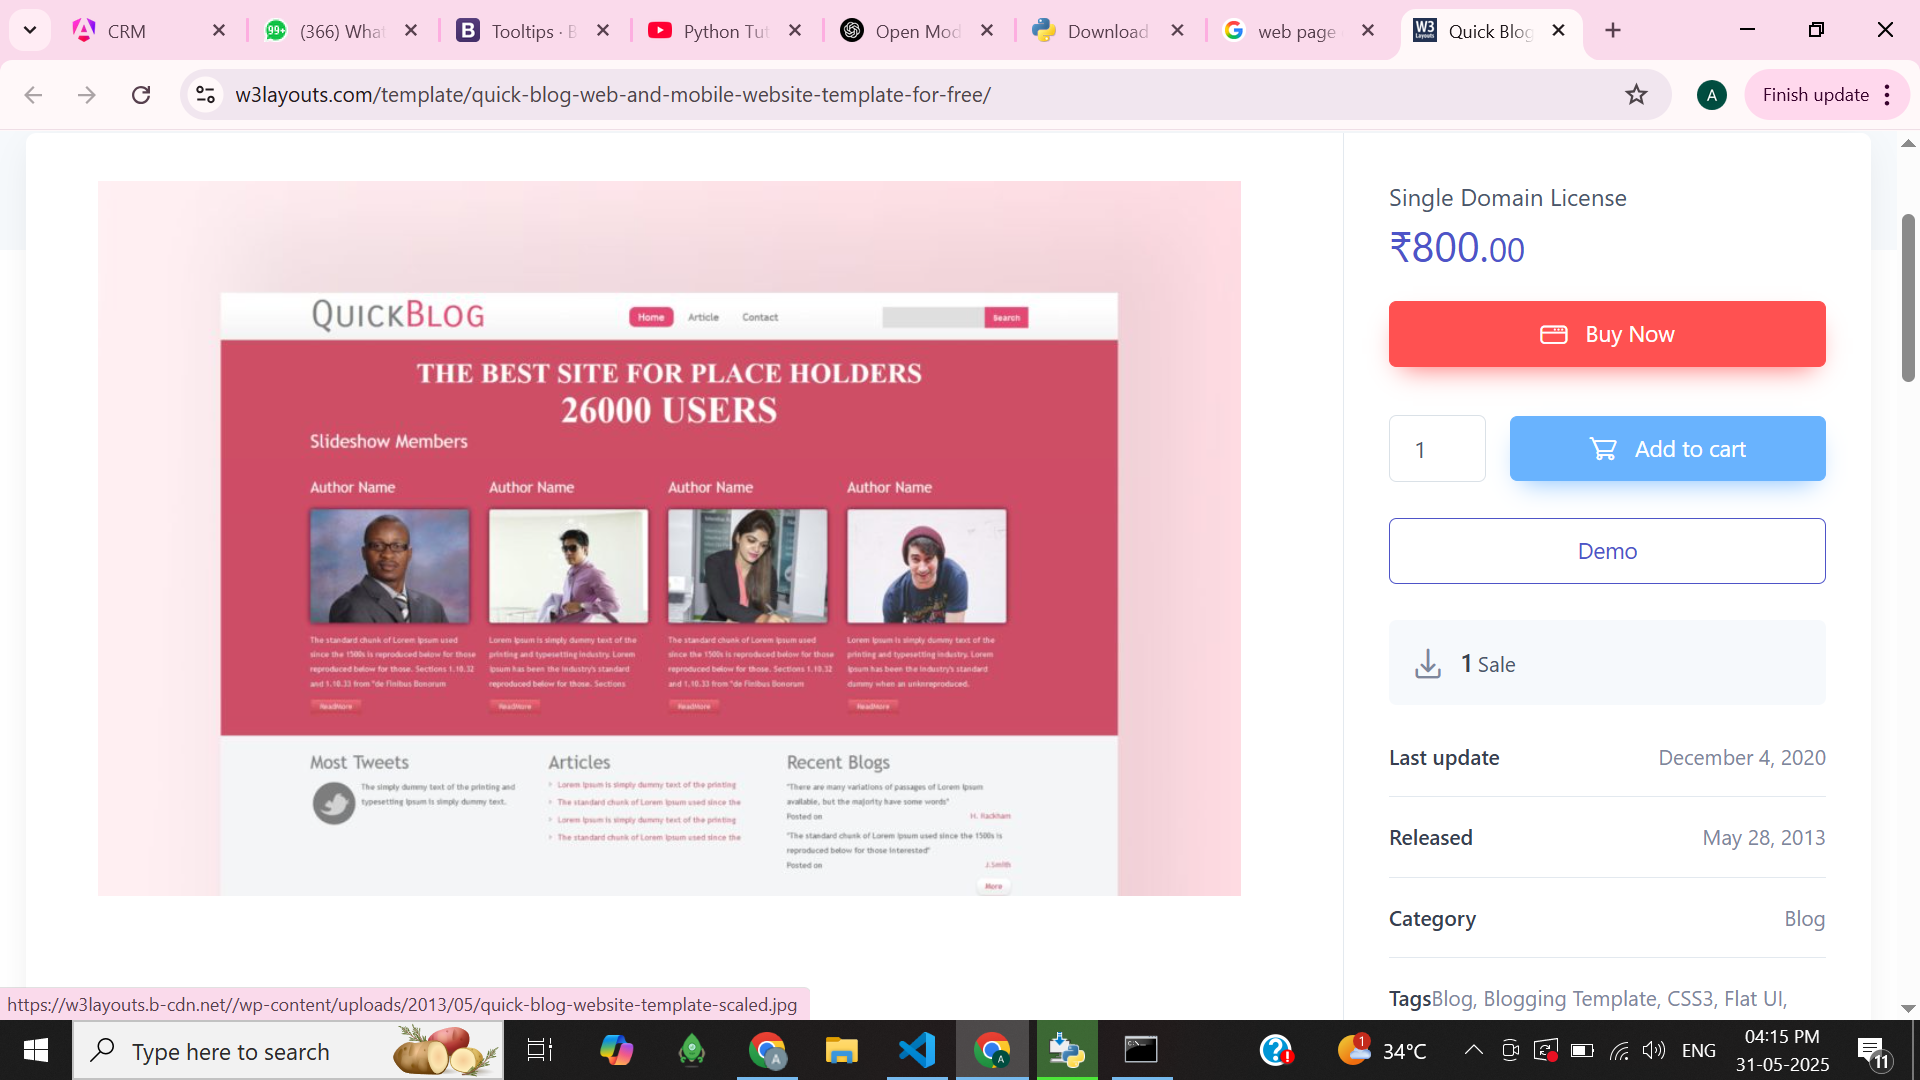 CRM
(366) What
Tooltips · B
Python Tut
Open Mod
Download
web page
W3
Layouts
Quick Blog
w3layouts.com/template/quick-blog-web-and-mobile-website-template-for-free/
A
Finish update
QUICKBLOG
Home
Article
Contact
Search
THE BEST SITE FOR PLACE HOLDERS
26000 USERS
Slideshow Members
Author Name
Author Name
Author Name
Author Name
The standard chunk of Lorem Ipsum used
since the 1500s is reproduced below for those
reproduced below for those. Sections 1.10.32
and 1.10.33 from "de Finibus Bonorum
ReadMore
Lorem Ipsum is simply dummy text of the
printing and typesetting industry. Lorem
Ipsum has been the industry's standard
reproduced below for those. Sections
ReadMore
The standard chunk of Lorem Ipsum used
since the 1500s is reproduced below for those
reproduced below for those. Sections 1.10.32
and 1.10.33 from "de Finibus Bonorum
ReadMore
Lorem Ipsum is simply dummy text of the
printing and typesetting industry. Lorem
Ipsum has been the industry's standard
dummy when an unknreproduced.
ReadMore
Most Tweets
The simply dummy text of the printing and
typesetting Ipsum is simply dummy text.
Articles
Lorem Ipsum is simply dummy text of the printing
The standard chunk of Lorem Ipsum used since the
Lorem Ipsum is simply dummy text of the printing
The standard chunk of Lorem Ipsum used since the
Recent Blogs
"There are many variations of passages of Lorem Ipsum
available, but the majority have some words"
Posted on H. Rackham
"The standard chunk of Lorem Ipsum used since the 1500s is
reproduced below for those interested"
Posted on J.Smith
More
Single Domain License
₹800.00
Buy Now
1
Add to cart
Demo
1 Sale
Last update December 4, 2020
Released May 28, 2013
Category Blog
TagsBlog, Blogging Template, CSS3, Flat UI,
https://w3layouts.b-cdn.net//wp-content/uploads/2013/05/quick-blog-website-template-scaled.jpg
Type here to search
1
34°C
ENG
04:15 PM
31-05-2025
11